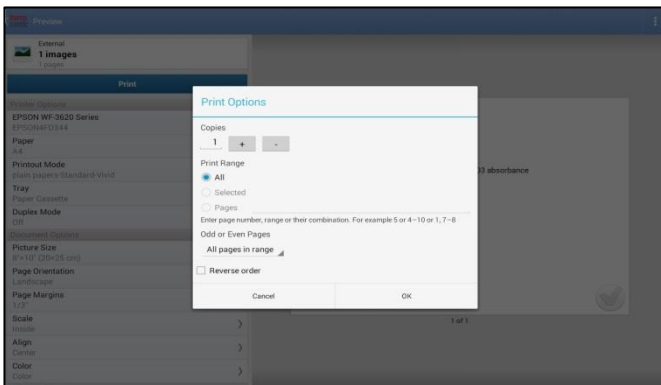 Preview
External
1 images
1 pages
Print
Printer Options
EPSON WF-3620 Series
EPSON4FD344
Paper
A4
Printout Mode
plain papers-Standard-Vivid
Tray
Paper Cassette
Duplex Mode
Off
Document Options
Picture Size
8"×10" (20×25 cm)
Page Orientation
Landscape
Page Margins
1/3"
Scale
Inside
Align
Center
Color
Color
Print Options
Copies
1 + -
Print Range
All
Selected
Pages
Enter page number, range or their combination. For example 5 or 4–10 or 1, 7–8
Odd or Even Pages
All pages in range
Reverse order
Cancel OK
03 absorbance
1 of 1